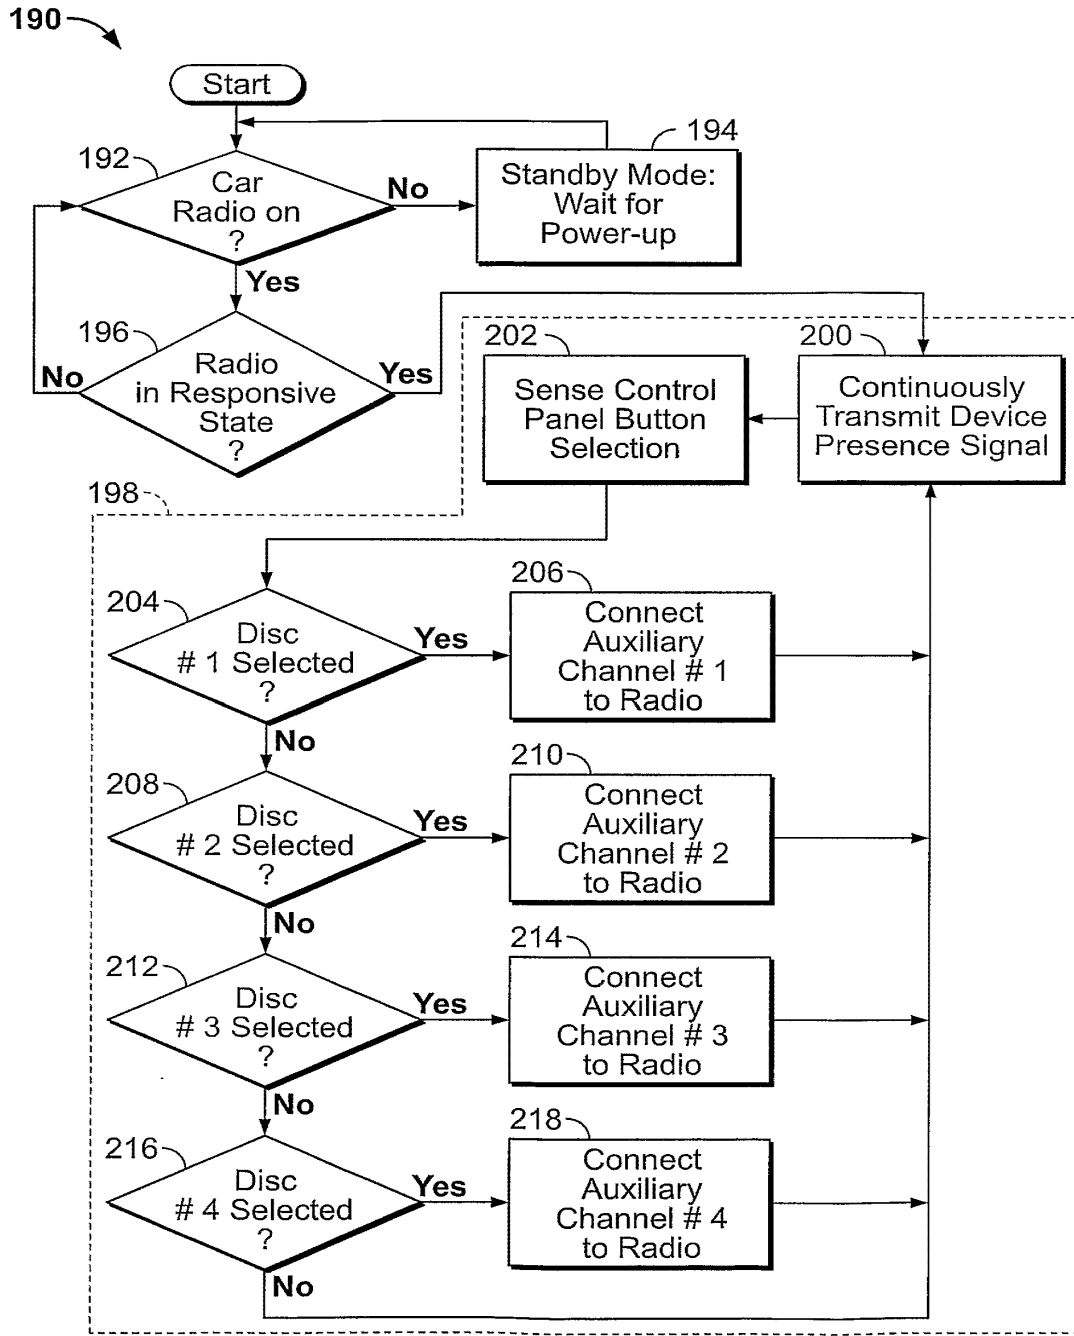 190
Start
192
Car
Radio on
?
No
194
Standby Mode:
Wait for
Power-up
Yes
196
Radio
in Responsive
State
?
No
Yes
202
Sense Control
Panel Button
Selection
200
Continuously
Transmit Device
Presence Signal
198
204
Disc
# 1 Selected
?
Yes
206
Connect
Auxiliary
Channel # 1
to Radio
No
208
Disc
# 2 Selected
?
Yes
210
Connect
Auxiliary
Channel # 2
to Radio
No
212
Disc
# 3 Selected
?
Yes
214
Connect
Auxiliary
Channel # 3
to Radio
No
216
Disc
# 4 Selected
?
Yes
218
Connect
Auxiliary
Channel # 4
to Radio
No